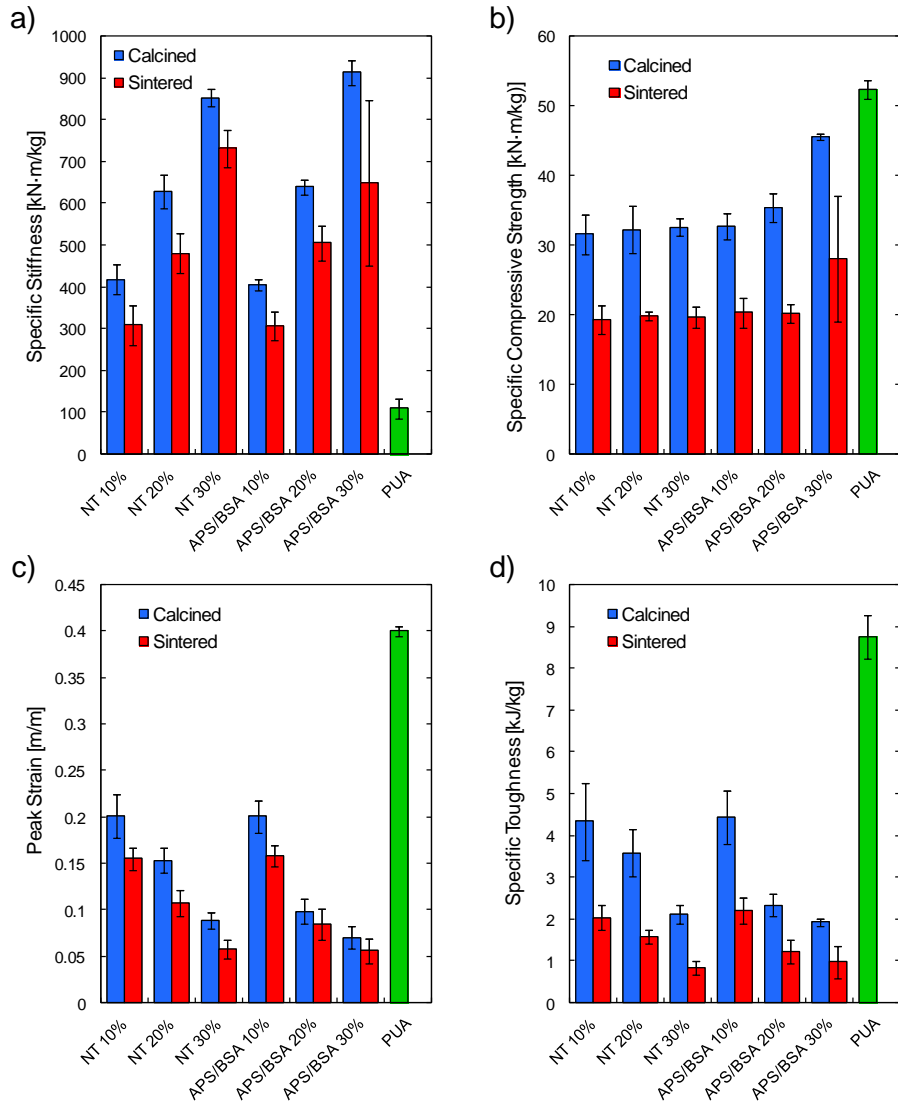 a)
1000
900
800
700
600
500
400
300
200
100
0
Specific Stiffness [kN·m/kg]
Calcined
Sintered
NT 10%
NT 20%
NT 30%
APS/BSA 10%
APS/BSA 20%
APS/BSA 30%
PUA
b)
60
50
40
30
20
10
0
Specific Compressive Strength [kN·m/kg)]
Calcined
Sintered
NT 10%
NT 20%
NT 30%
APS/BSA 10%
APS/BSA 20%
APS/BSA 30%
PUA
c)
0.45
0.4
0.35
0.3
0.25
0.2
0.15
0.1
0.05
0
Peak Strain [m/m]
Calcined
Sintered
NT 10%
NT 20%
NT 30%
APS/BSA 10%
APS/BSA 20%
APS/BSA 30%
PUA
d)
10
9
8
7
6
5
4
3
2
1
0
Specific Toughness [kJ/kg]
Calcined
Sintered
NT 10%
NT 20%
NT 30%
APS/BSA 10%
APS/BSA 20%
APS/BSA 30%
PUA